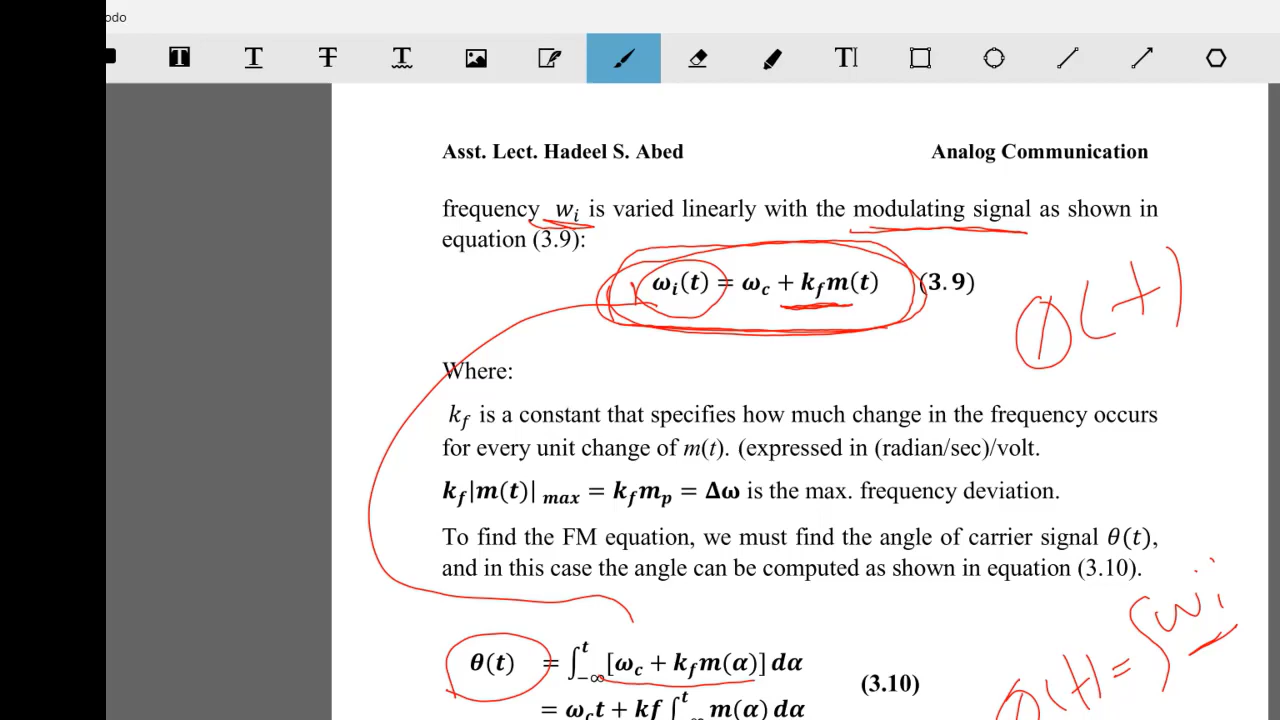 odo
T T T T T
Asst. Lect. Hadeel S. Abed Analog Communication
frequency wᵢ is varied linearly with the modulating signal as shown in
equation (3.9):
ωᵢ(t) = ω_c + k_f m(t) (3.9)
θ(t)
Where:
k_f is a constant that specifies how much change in the frequency occurs
for every unit change of m(t). (expressed in (radian/sec)/volt.
k_f|m(t)| max = k_f m_p = Δω is the max. frequency deviation.
To find the FM equation, we must find the angle of carrier signal θ(t),
and in this case the angle can be computed as shown in equation (3.10).
θ(t) = ∫wi
θ(t) = ∫_{-∞}^{t} [ω_c + k_f m(α)] dα
(3.10)
= ω_c t + kf ∫_{-∞}^{t} m(α) dα